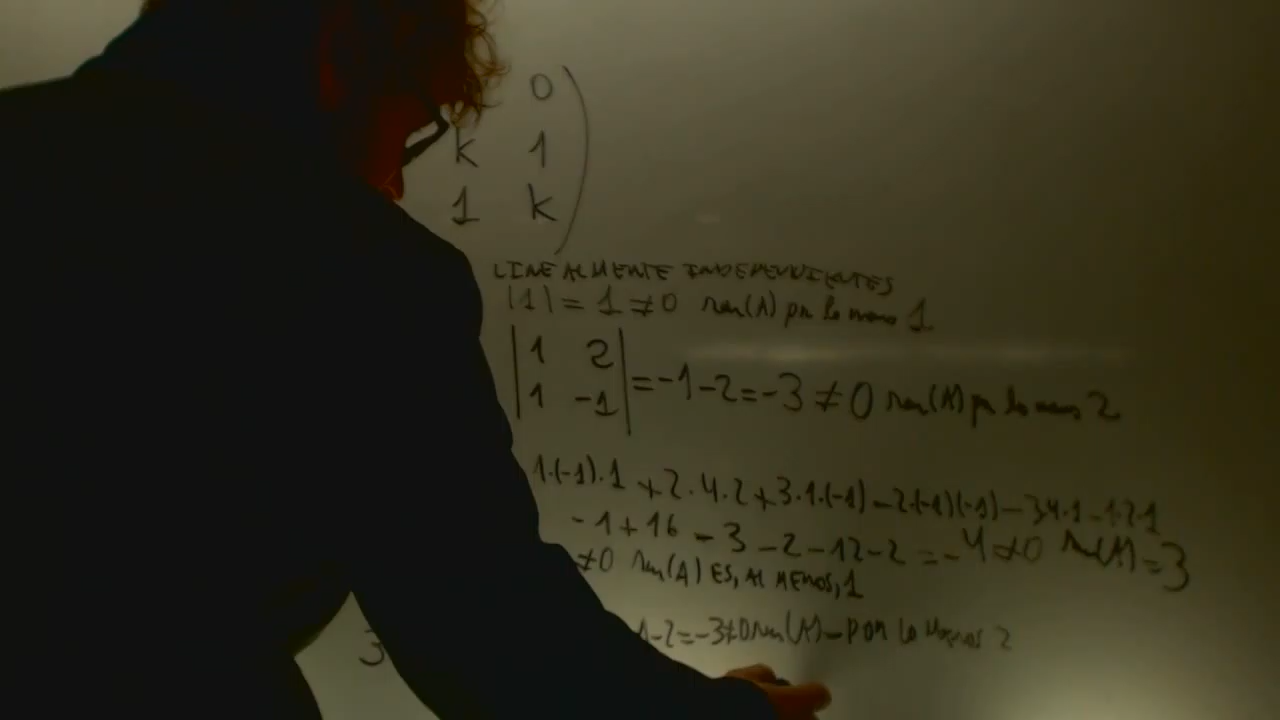 0
k 1
1 k
LINEALMENTE INDEPENDIENTES
|1| = 1 ≠ 0 ran(A) por lo menos 1
1 2
1 -1 = -1-2 = -3 ≠ 0 ran(A) por lo menos 2
1·(-1)·1 + 2·4·2 + 3·1·(-1) - 2·(-1)(-1) - 3·4·1 - 1·2·1
-1 + 16 - 3 - 2 - 12 - 2 = -4 ≠ 0 ran(A) = 3
≠0 ran(A) ES, AL MENOS, 1
1-2=-3≠0 ran(A)-por lo menos 2
3